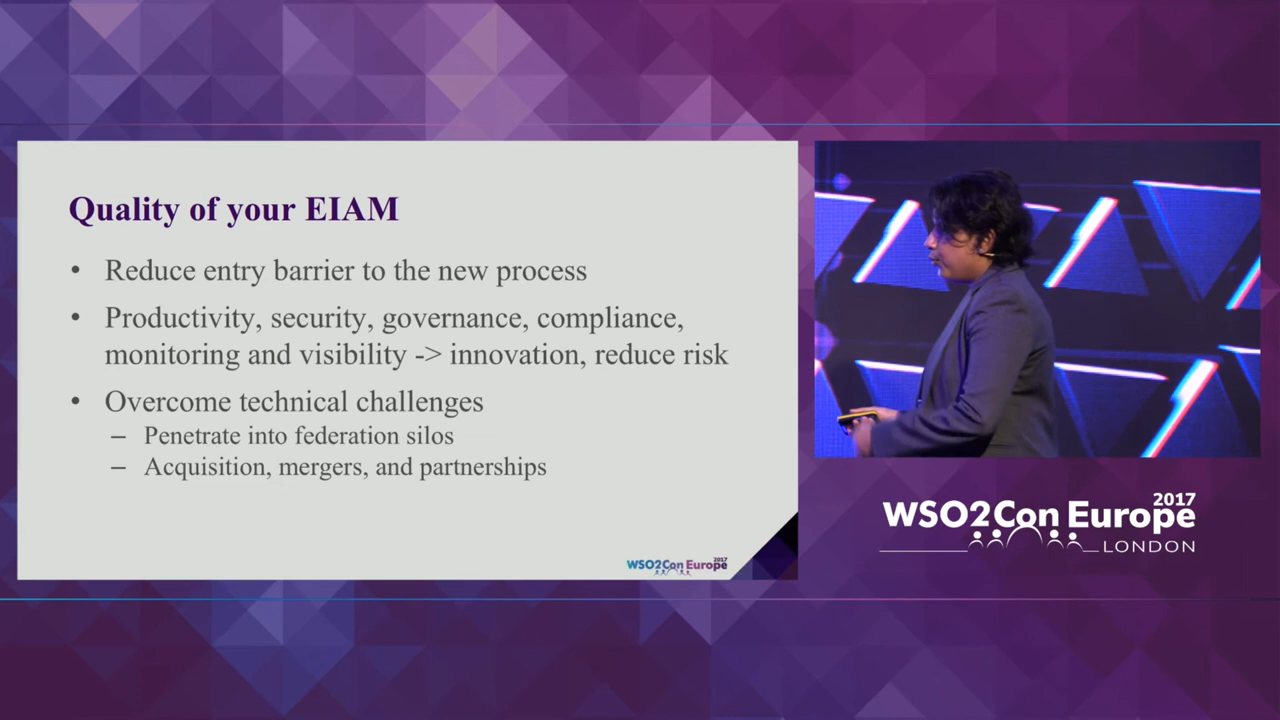 Quality of your EIAM
• Reduce entry barrier to the new process
• Productivity, security, governance, compliance,
monitoring and visibility -> innovation, reduce risk
• Overcome technical challenges
– Penetrate into federation silos
– Acquisition, mergers, and partnerships
WSO2Con Europe 2017
2017
WSO2Con Europe
LONDON